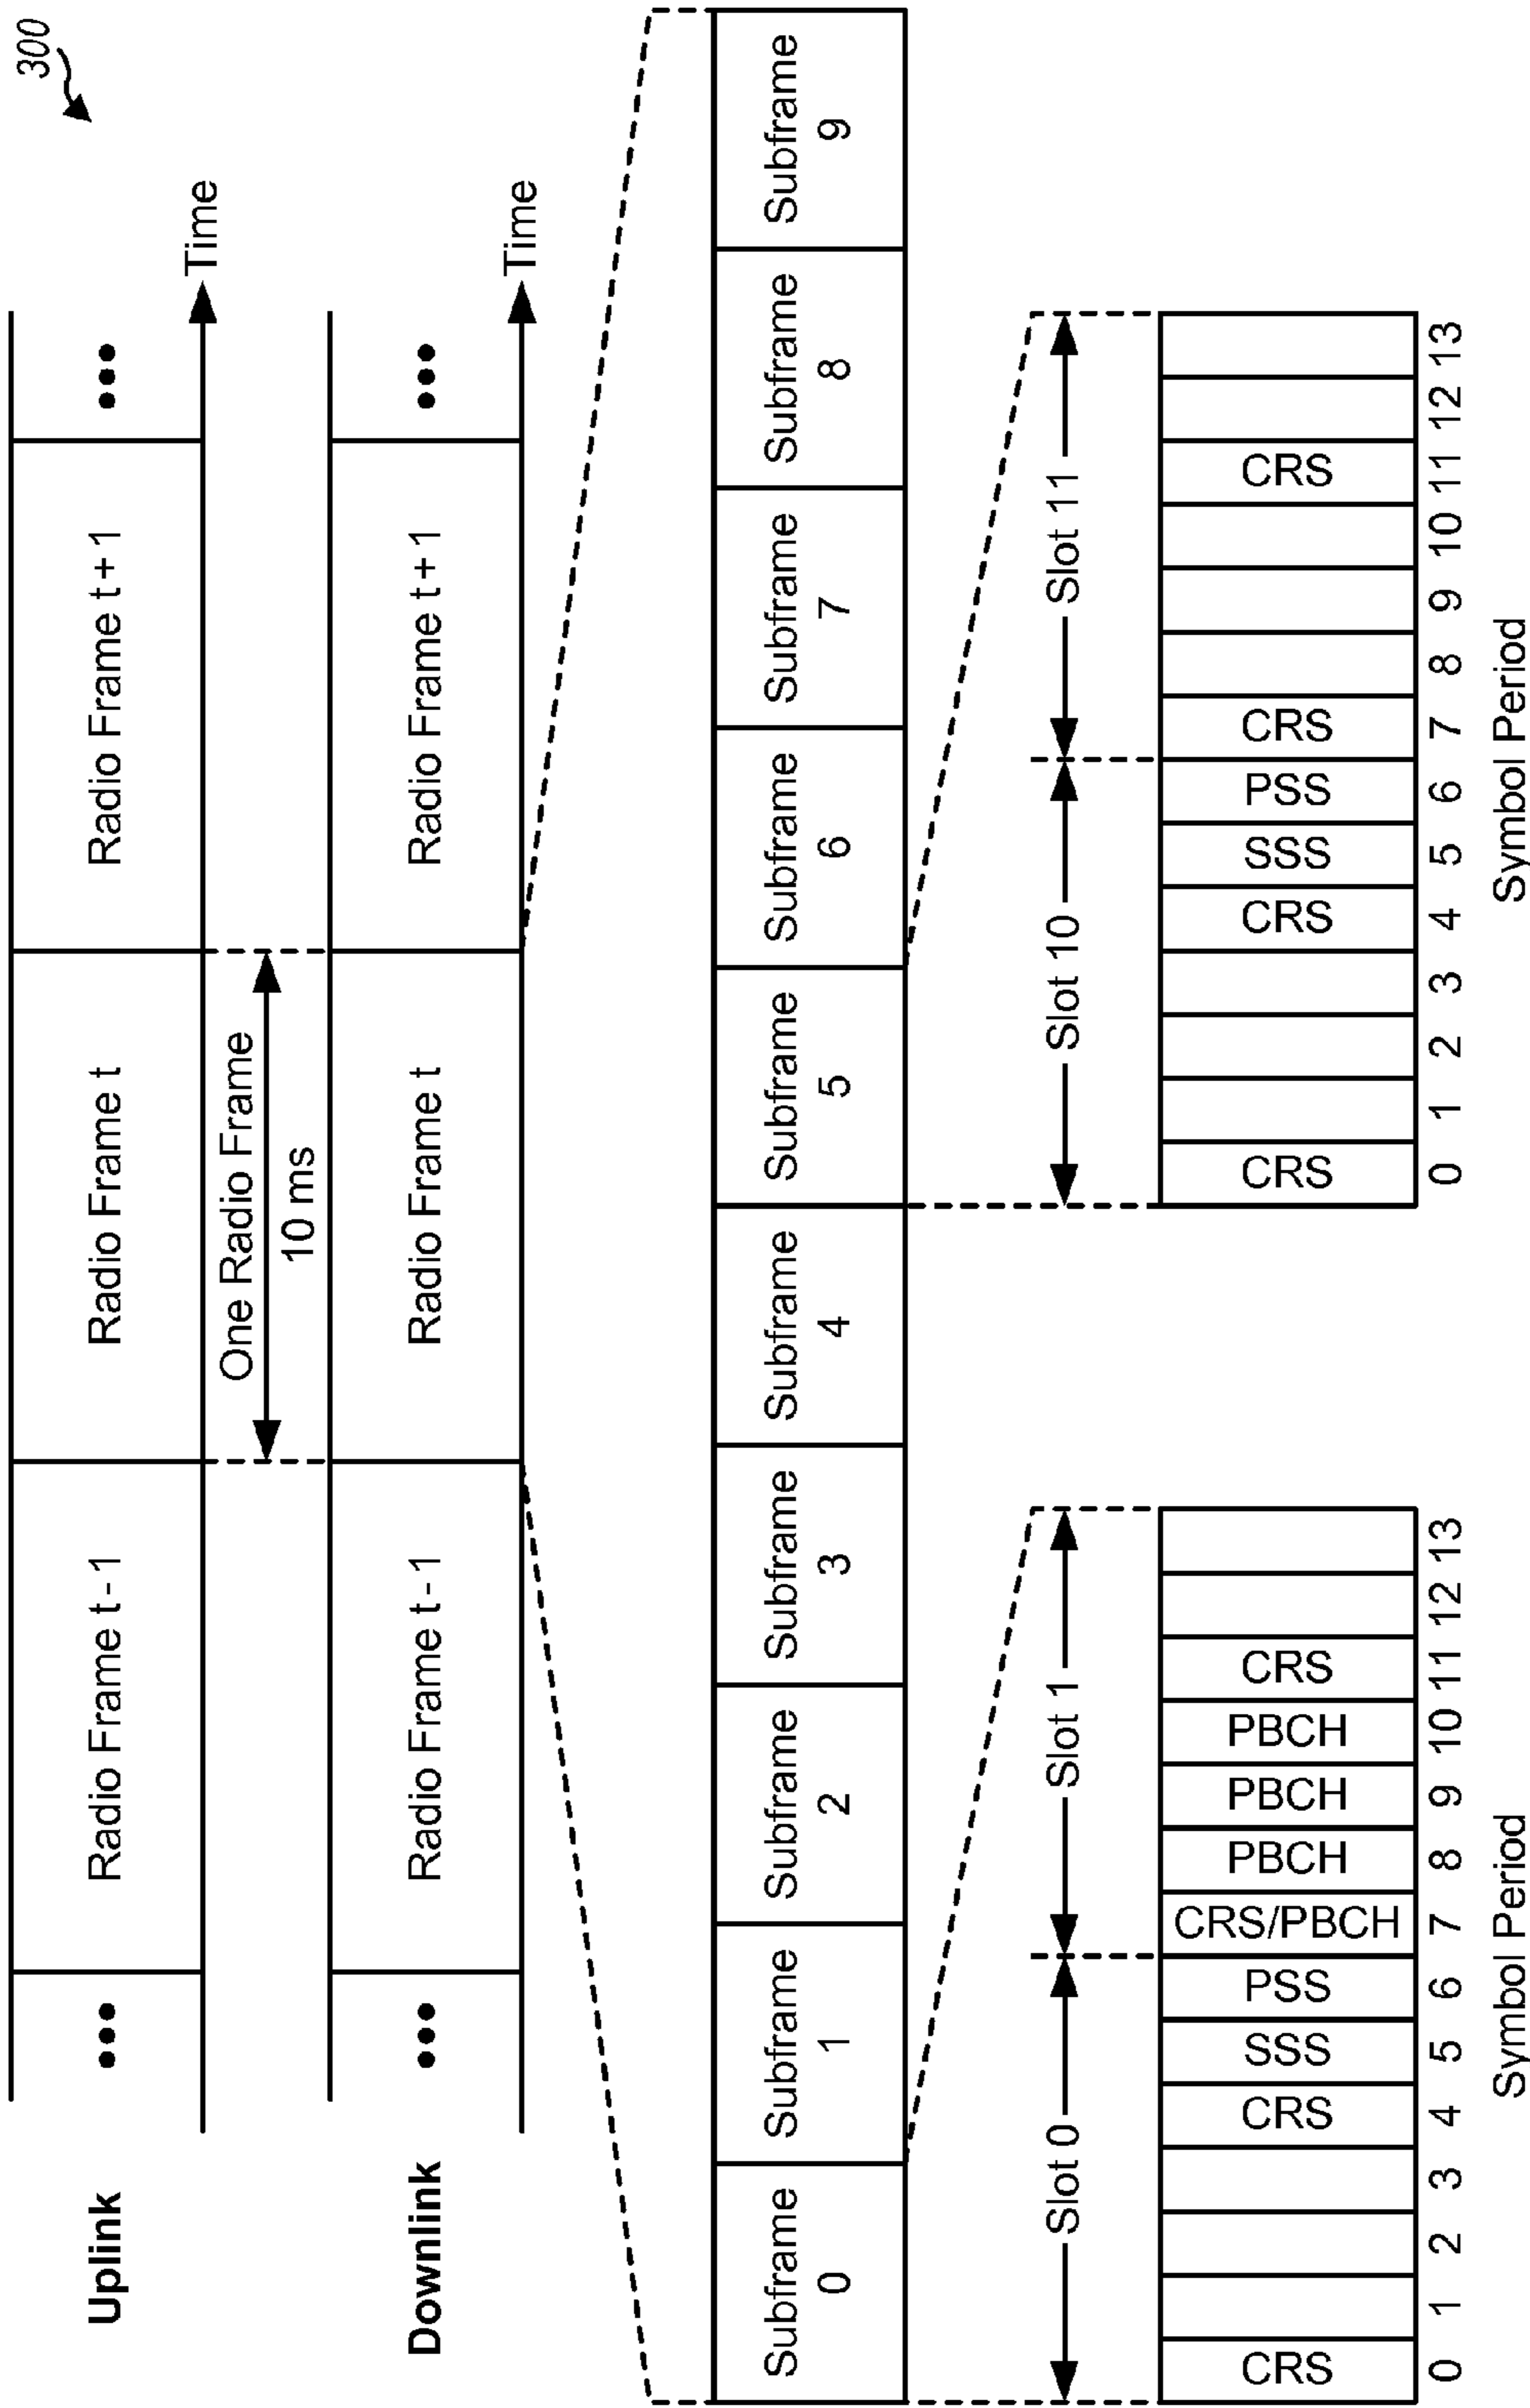 300
Uplink
••• Radio Frame t-1 Radio Frame t Radio Frame t+1 •••
Time
One Radio Frame
10 ms
Downlink
••• Radio Frame t-1 Radio Frame t Radio Frame t+1 •••
Time
Subframe 0 Subframe 1 Subframe 2 Subframe 3 Subframe 4 Subframe 5 Subframe 6 Subframe 7 Subframe 8 Subframe 9
Slot 0 Slot 1
CRS CRS SSS PSS CRS/PBCH PBCH PBCH PBCH CRS
0 1 2 3 4 5 6 7 8 9 10 11 12 13
Symbol Period
Slot 10 Slot 11
CRS CRS SSS PSS CRS CRS
0 1 2 3 4 5 6 7 8 9 10 11 12 13
Symbol Period